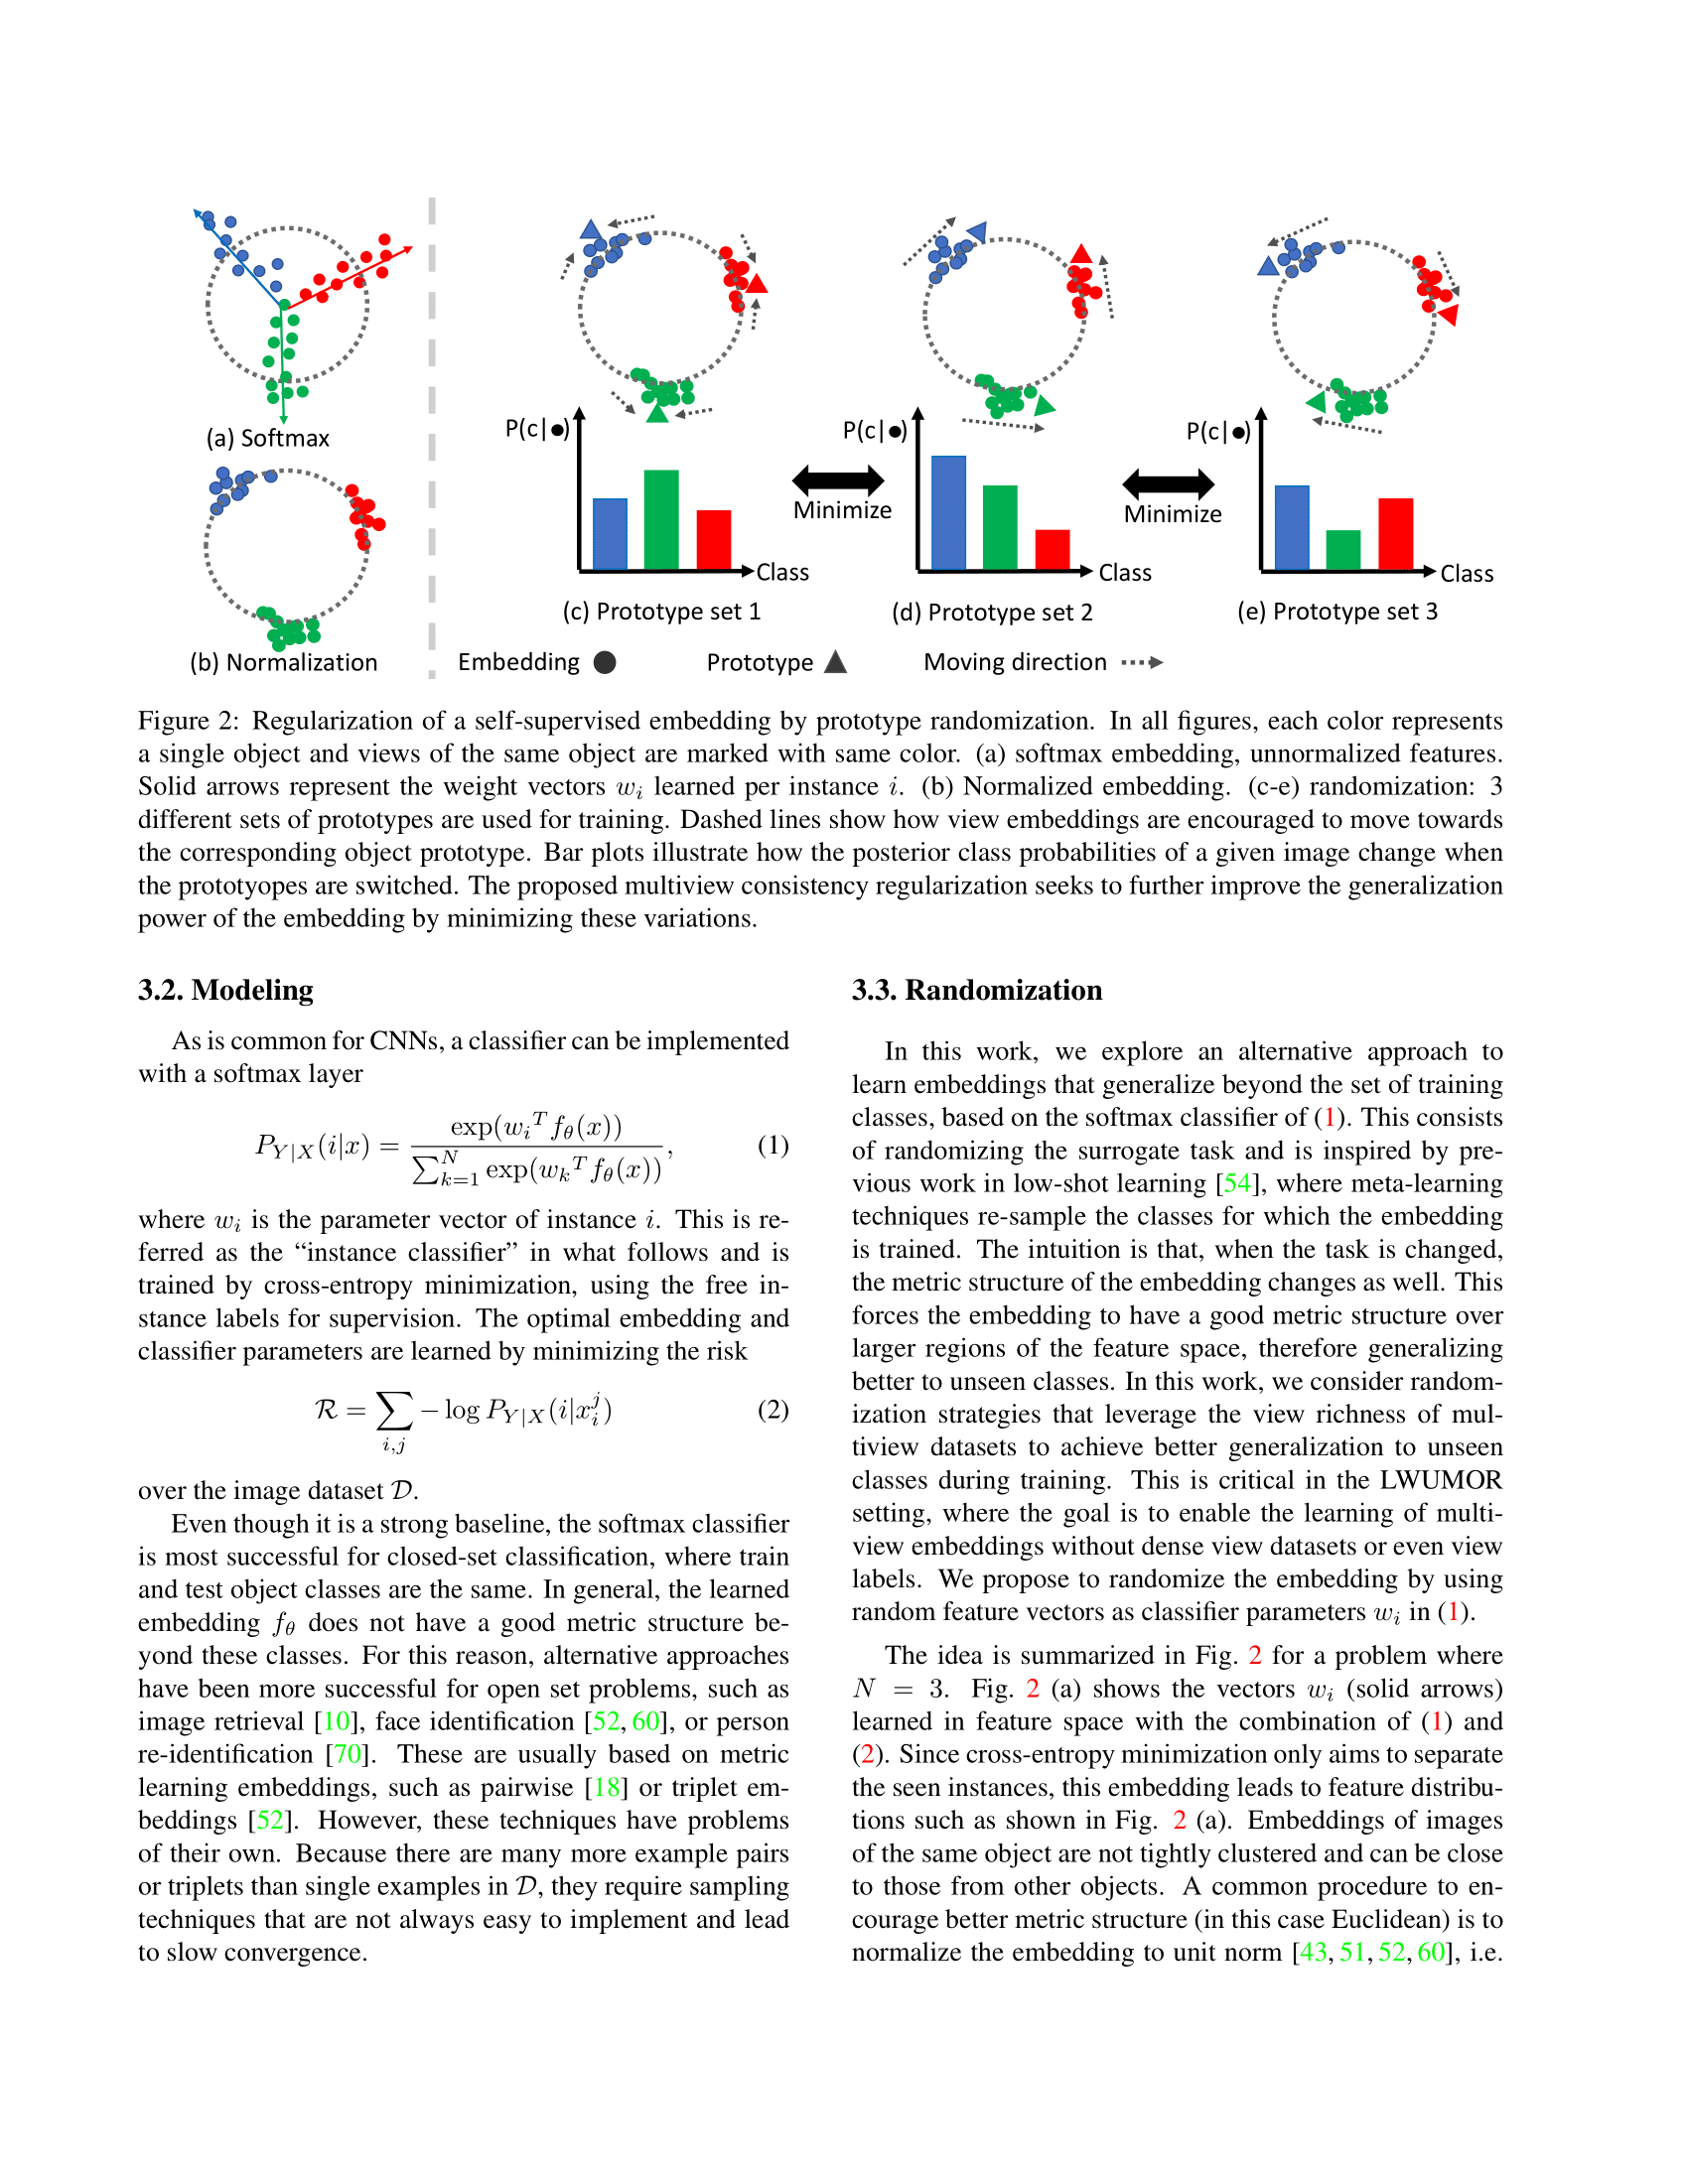 (a) Softmax
(b) Normalization
P(c|●)
Class
(c) Prototype set 1
Minimize
P(c|●)
Class
(d) Prototype set 2
Minimize
P(c|●)
Class
(e) Prototype set 3
Embedding
Prototype
Moving direction
Figure 2: Regularization of a self-supervised embedding by prototype randomization. In all figures, each color represents
a single object and views of the same object are marked with same color. (a) softmax embedding, unnormalized features.
Solid arrows represent the weight vectors w_i learned per instance i. (b) Normalized embedding. (c-e) randomization: 3
different sets of prototypes are used for training. Dashed lines show how view embeddings are encouraged to move towards
the corresponding object prototype. Bar plots illustrate how the posterior class probabilities of a given image change when
the prototyopes are switched. The proposed multiview consistency regularization seeks to further improve the generalization
power of the embedding by minimizing these variations.
3.2. Modeling
As is common for CNNs, a classifier can be implemented
with a softmax layer
P_{Y|X}(i|x) = \frac{\exp(w_i^T f_θ(x))}{\sum_{k=1}^N \exp(w_k^T f_θ(x))}, (1)
where w_i is the parameter vector of instance i. This is re-
ferred as the “instance classifier” in what follows and is
trained by cross-entropy minimization, using the free in-
stance labels for supervision. The optimal embedding and
classifier parameters are learned by minimizing the risk
R = \sum_{i,j} − log P_{Y|X}(i|x_i^j) (2)
over the image dataset D.
Even though it is a strong baseline, the softmax classifier
is most successful for closed-set classification, where train
and test object classes are the same. In general, the learned
embedding f_θ does not have a good metric structure be-
yond these classes. For this reason, alternative approaches
have been more successful for open set problems, such as
image retrieval [10], face identification [52, 60], or person
re-identification [70]. These are usually based on metric
learning embeddings, such as pairwise [18] or triplet em-
beddings [52]. However, these techniques have problems
of their own. Because there are many more example pairs
or triplets than single examples in D, they require sampling
techniques that are not always easy to implement and lead
to slow convergence.
3.3. Randomization
In this work, we explore an alternative approach to
learn embeddings that generalize beyond the set of training
classes, based on the softmax classifier of (1). This consists
of randomizing the surrogate task and is inspired by pre-
vious work in low-shot learning [54], where meta-learning
techniques re-sample the classes for which the embedding
is trained. The intuition is that, when the task is changed,
the metric structure of the embedding changes as well. This
forces the embedding to have a good metric structure over
larger regions of the feature space, therefore generalizing
better to unseen classes. In this work, we consider random-
ization strategies that leverage the view richness of mul-
tiview datasets to achieve better generalization to unseen
classes during training. This is critical in the LWUMOR
setting, where the goal is to enable the learning of multi-
view embeddings without dense view datasets or even view
labels. We propose to randomize the embedding by using
random feature vectors as classifier parameters w_i in (1).
The idea is summarized in Fig. 2 for a problem where
N = 3. Fig. 2 (a) shows the vectors w_i (solid arrows)
learned in feature space with the combination of (1) and
(2). Since cross-entropy minimization only aims to separate
the seen instances, this embedding leads to feature distribu-
tions such as shown in Fig. 2 (a). Embeddings of images
of the same object are not tightly clustered and can be close
to those from other objects. A common procedure to en-
courage better metric structure (in this case Euclidean) is to
normalize the embedding to unit norm [43, 51, 52, 60], i.e.